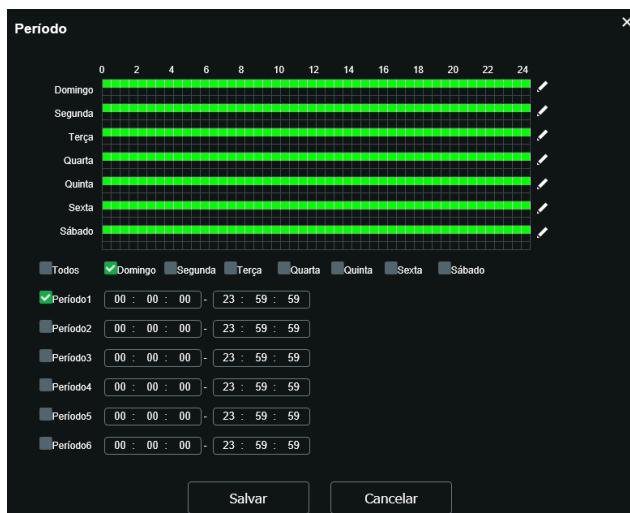 Período
0 2 4 6 8 10 12 14 16 18 20 22 24
Domingo
Segunda
Terça
Quarta
Quinta
Sexta
Sábado
Todos Domingo Segunda Terça Quarta Quinta Sexta Sábado
Período1 00 : 00 : 00 - 23 : 59 : 59
Período2 00 : 00 : 00 - 23 : 59 : 59
Período3 00 : 00 : 00 - 23 : 59 : 59
Período4 00 : 00 : 00 - 23 : 59 : 59
Período5 00 : 00 : 00 - 23 : 59 : 59
Período6 00 : 00 : 00 - 23 : 59 : 59
Salvar Cancelar